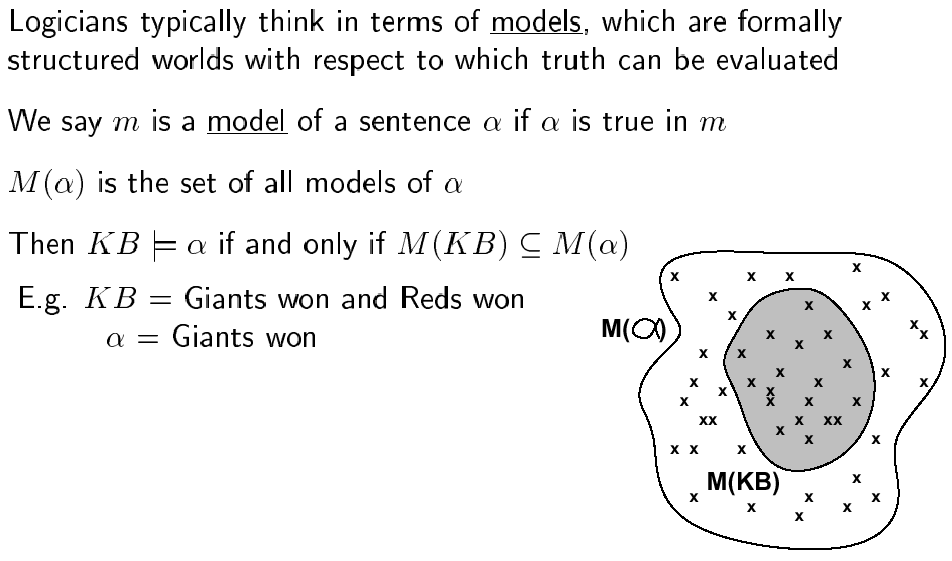 Logicians typically think in terms of models, which are formally
structured worlds with respect to which truth can be evaluated
We say m is a model of a sentence α if α is true in m
M(α) is the set of all models of α
Then KB ⊨ α if and only if M(KB) ⊆ M(α)
E.g. KB = Giants won and Reds won
α = Giants won
M(α)
M(KB)